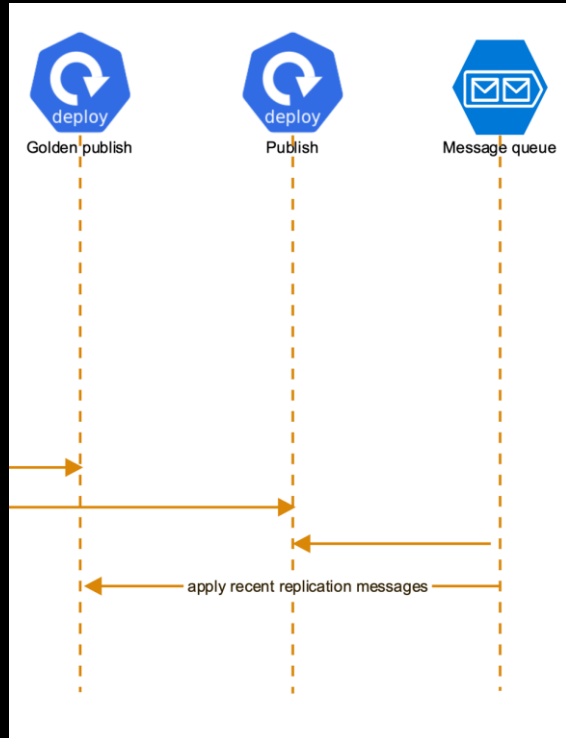 deploy
deploy
Golden publish
Publish
Message queue
apply recent replication messages